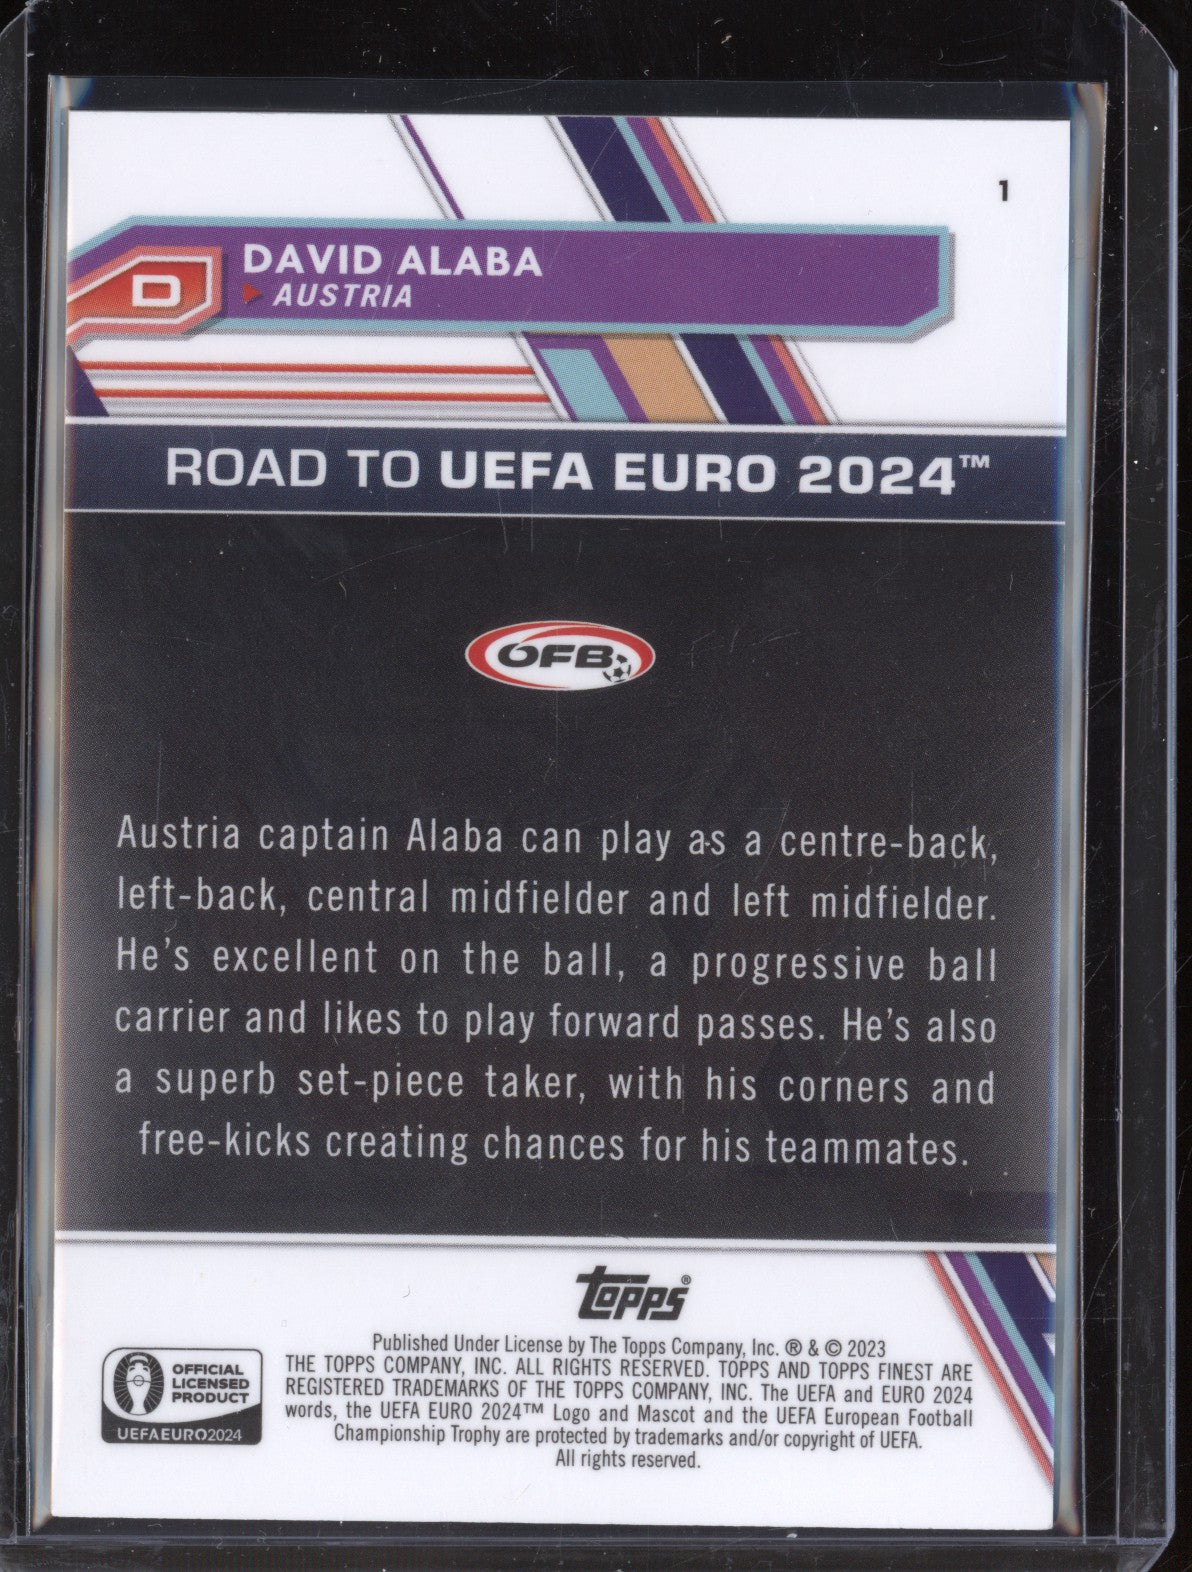 1
DAVID ALABA
D
AUSTRIA
ROAD TO UEFA EURO 2024™
ÖFB
Austria captain Alaba can play as a centre-back,
left-back, central midfielder and left midfielder.
He's excellent on the ball, a progressive ball
carrier and likes to play forward passes. He's also
a superb set-piece taker, with his corners and
free-kicks creating chances for his teammates.
topps®
Published Under License by The Topps Company, Inc. ® & © 2023
THE TOPPS COMPANY, INC. ALL RIGHTS RESERVED. TOPPS AND TOPPS FINEST ARE
REGISTERED TRADEMARKS OF THE TOPPS COMPANY, INC. The UEFA and EURO 2024
words, the UEFA EURO 2024™ Logo and Mascot and the UEFA European Football
Championship Trophy are protected by trademarks and/or copyright of UEFA.
All rights reserved.
OFFICIAL
LICENSED
PRODUCT
UEFAEURO2024